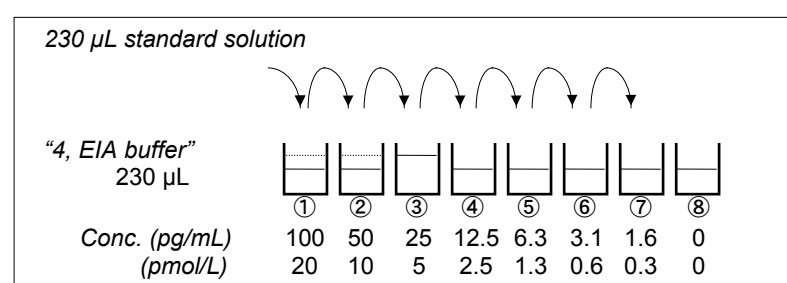 230 µL standard solution
“4, EIA buffer”
230 µL
① ② ③ ④ ⑤ ⑥ ⑦ ⑧
Conc. (pg/mL) 100 50 25 12.5 6.3 3.1 1.6 0
(pmol/L) 20 10 5 2.5 1.3 0.6 0.3 0